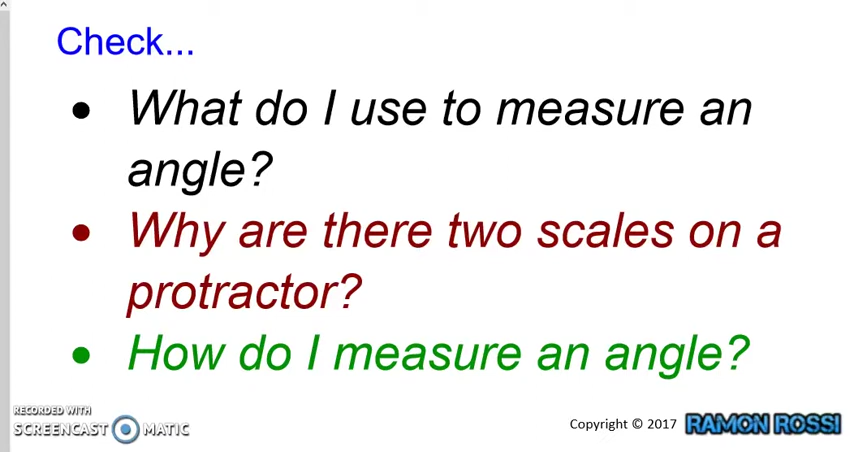 Check...
• What do I use to measure an
angle?
• Why are there two scales on a
protractor?
• How do I measure an angle?
RECORDED WITH
SCREENCAST MATIC
Copyright © 2017 RAMON ROSSI